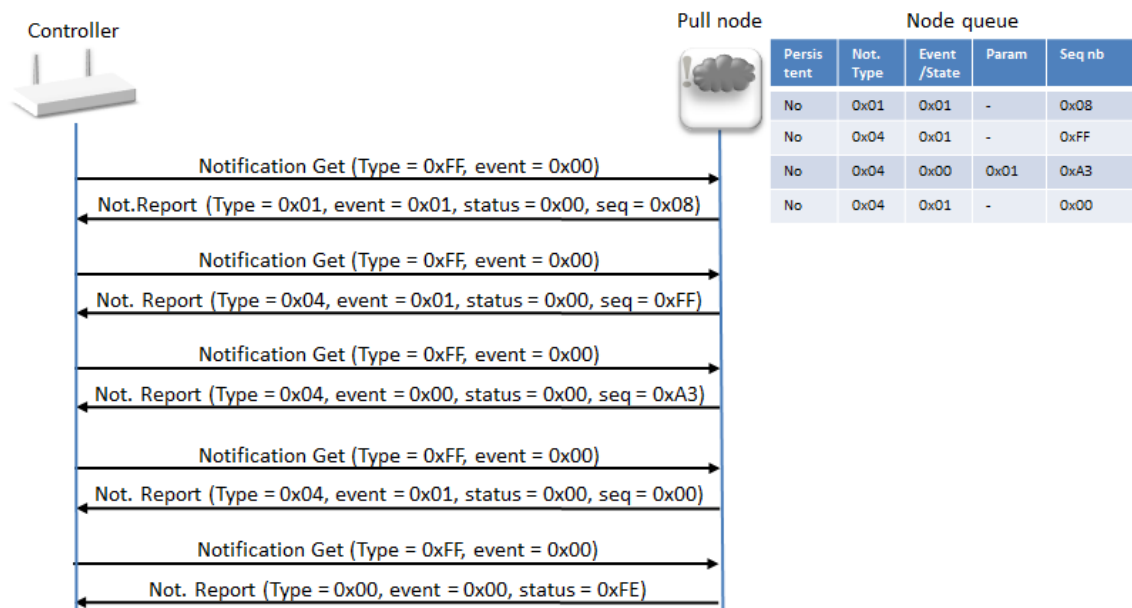 Controller
Pull node
Node queue
Persis Not. Event Param Seq nb
tent Type /State
No 0x01 0x01 - 0x08
No 0x04 0x01 - 0xFF
No 0x04 0x00 0x01 0xA3
No 0x04 0x01 - 0x00
Notification Get (Type = 0xFF, event = 0x00)
Not.Report (Type = 0x01, event = 0x01, status = 0x00, seq = 0x08)
Notification Get (Type = 0xFF, event = 0x00)
Not. Report (Type = 0x04, event = 0x01, status = 0x00, seq = 0xFF)
Notification Get (Type = 0xFF, event = 0x00)
Not. Report (Type = 0x04, event = 0x00, status = 0x00, seq = 0xA3)
Notification Get (Type = 0xFF, event = 0x00)
Not. Report (Type = 0x04, event = 0x01, status = 0x00, seq = 0x00)
Notification Get (Type = 0xFF, event = 0x00)
Not. Report (Type = 0x00, event = 0x00, status = 0xFE)